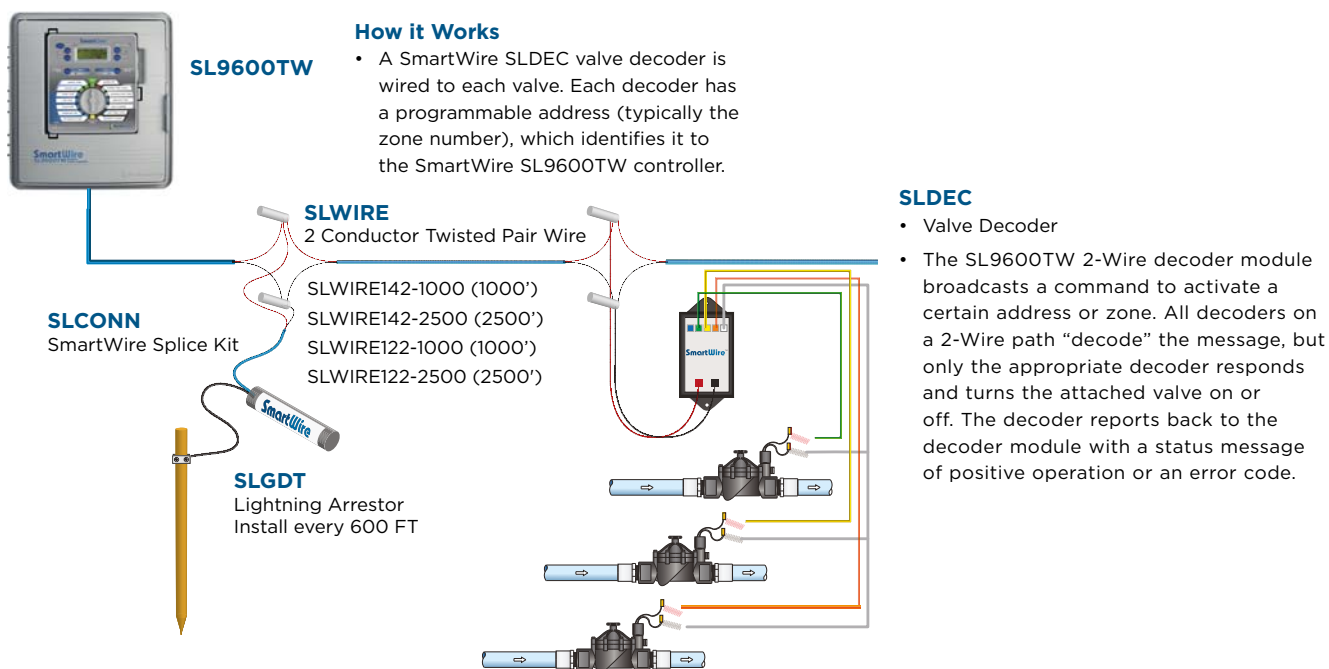 SL9600TW
How it Works
• A SmartWire SLDEC valve decoder is
wired to each valve. Each decoder has
a programmable address (typically the
zone number), which identifies it to
the SmartWire SL9600TW controller.
SmartWire
SLWIRE
2 Conductor Twisted Pair Wire
SLWIRE142-1000 (1000')
SLWIRE142-2500 (2500')
SLWIRE122-1000 (1000')
SLWIRE122-2500 (2500')
SLCONN
SmartWire Splice Kit
SmartWire
SLGDT
Lightning Arrestor
Install every 600 FT
SmartWire
SLDEC
• Valve Decoder
• The SL9600TW 2-Wire decoder module
broadcasts a command to activate a
certain address or zone. All decoders on
a 2-Wire path “decode” the message, but
only the appropriate decoder responds
and turns the attached valve on or
off. The decoder reports back to the
decoder module with a status message
of positive operation or an error code.